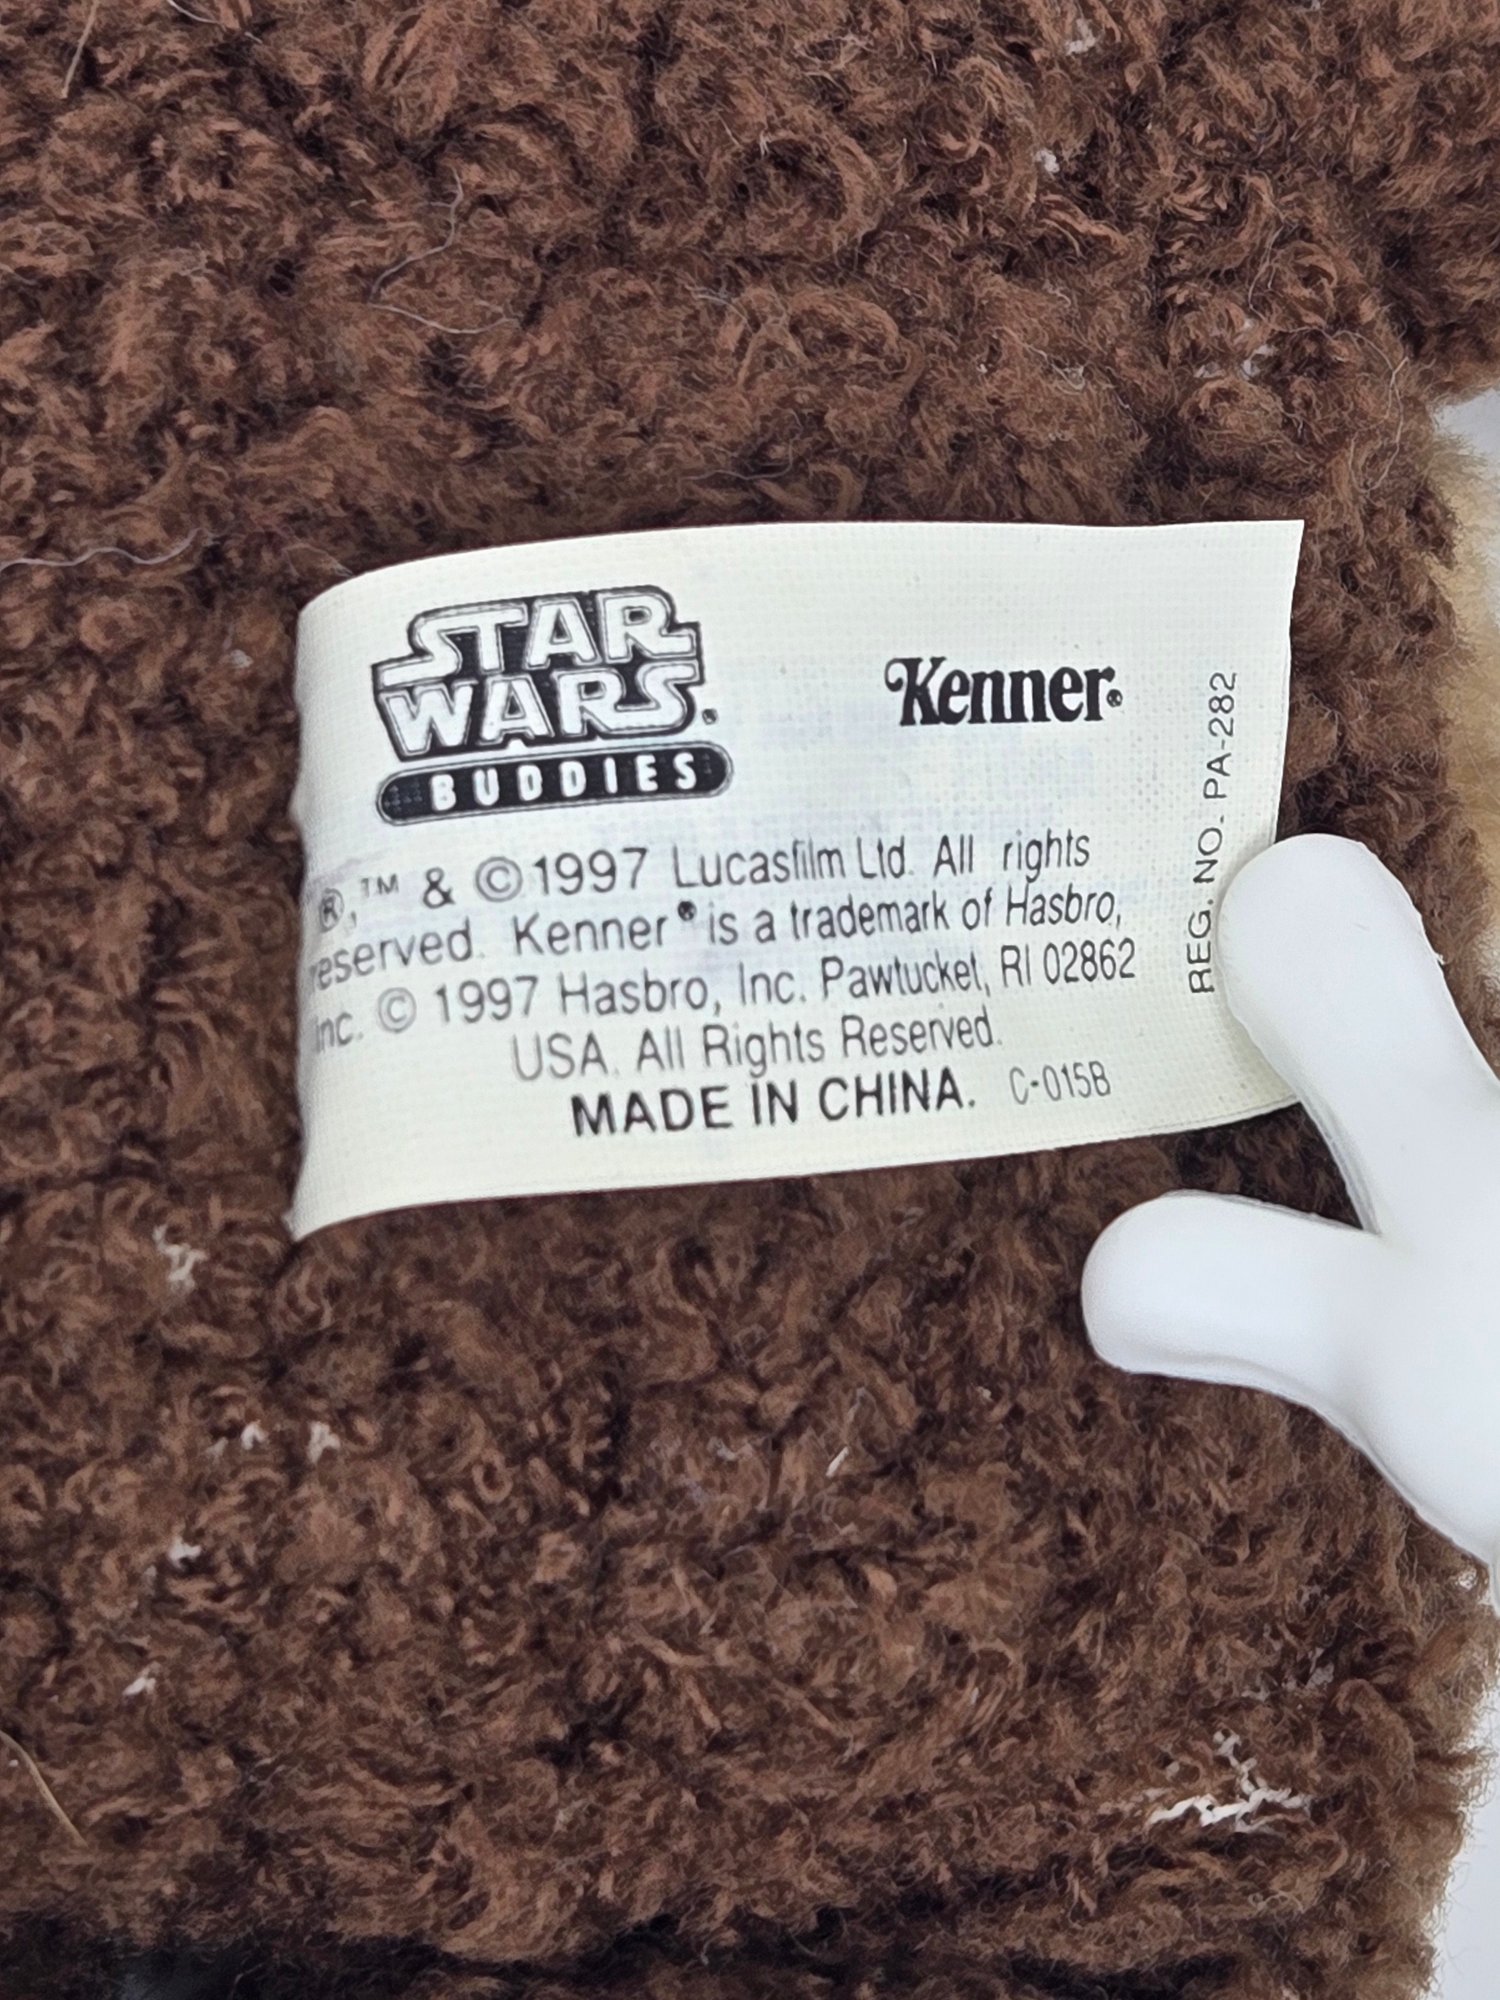 STAR
WARS®
BUDDIES
Kenner®
®,™ & ©1997 Lucasfilm Ltd. All rights
reserved. Kenner® is a trademark of Hasbro,
Inc. © 1997 Hasbro, Inc. Pawtucket, RI 02862
USA. All Rights Reserved.
MADE IN CHINA. C-015B
REG. NO. PA-282